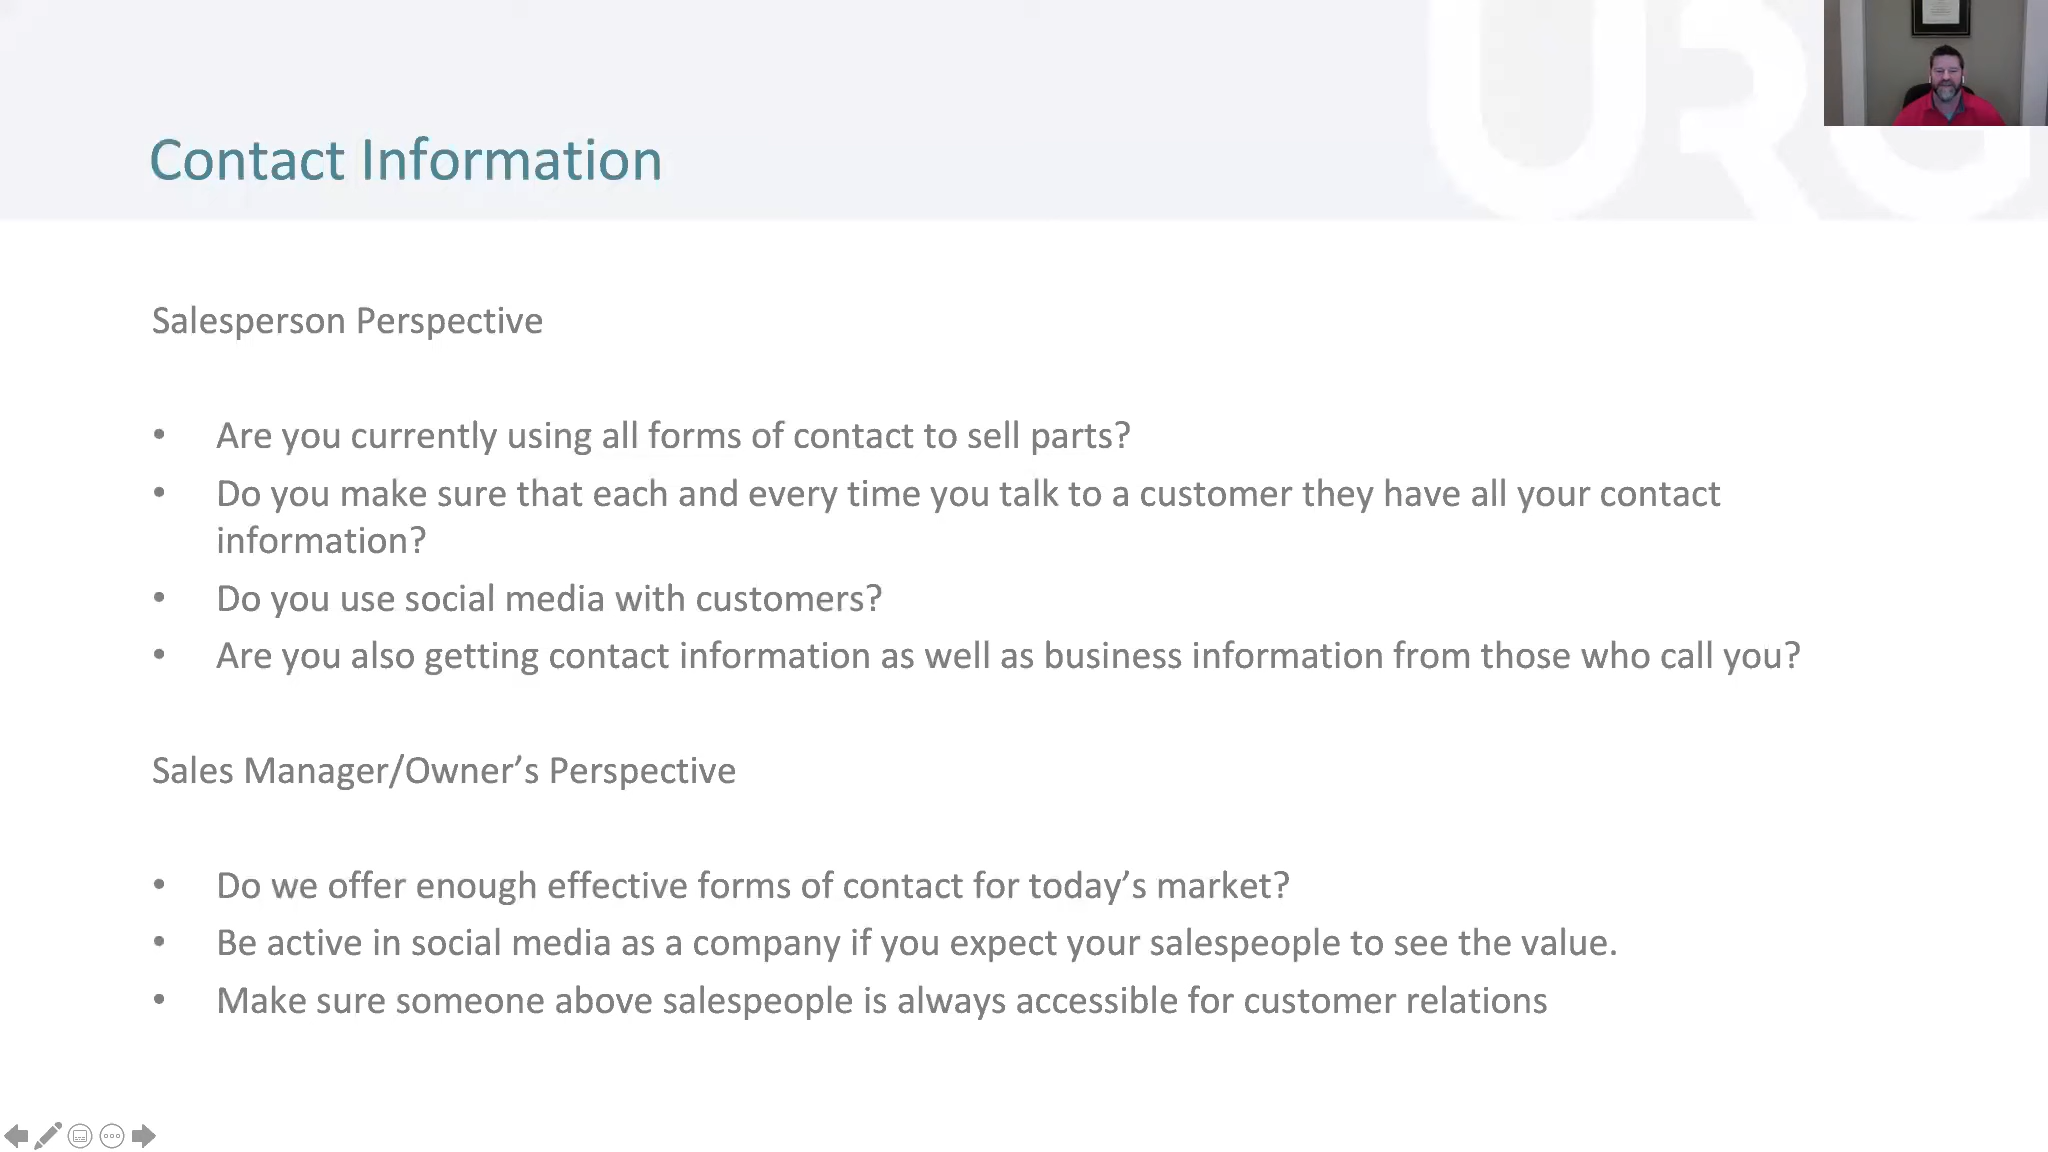 URG
Contact Information
Salesperson Perspective
• Are you currently using all forms of contact to sell parts?
• Do you make sure that each and every time you talk to a customer they have all your contact
information?
• Do you use social media with customers?
• Are you also getting contact information as well as business information from those who call you?
Sales Manager/Owner’s Perspective
• Do we offer enough effective forms of contact for today’s market?
• Be active in social media as a company if you expect your salespeople to see the value.
• Make sure someone above salespeople is always accessible for customer relations